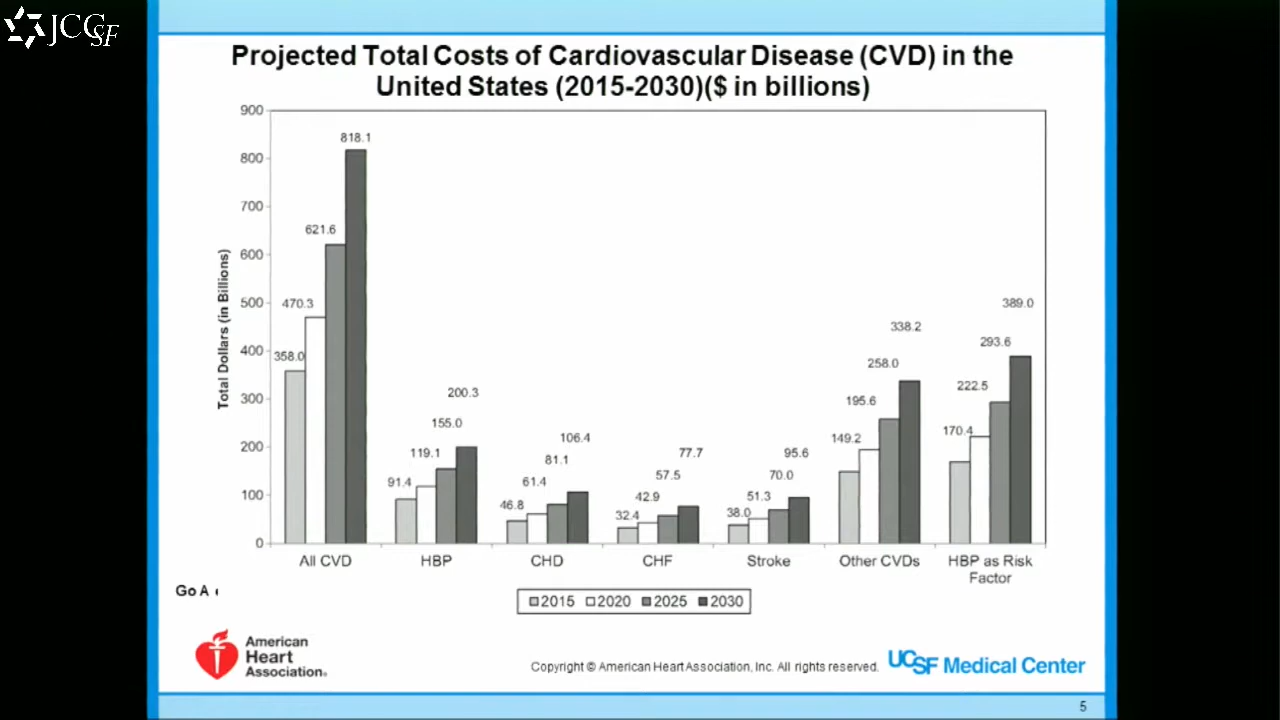 JCCSF
Projected Total Costs of Cardiovascular Disease (CVD) in the
United States (2015-2030)($ in billions)
Total Dollars (in Billions)
900
800
700
600
500
400
300
200
100
0
358.0
470.3
621.6
818.1
91.4
119.1
155.0
200.3
46.8
61.4
81.1
106.4
32.4
42.9
57.5
77.7
38.0
51.3
70.0
95.6
149.2
195.6
258.0
338.2
170.4
222.5
293.6
389.0
All CVD
HBP
CHD
CHF
Stroke
Other CVDs
HBP as Risk
Factor
2015 2020 2025 2030
Go A
American
Heart
Association®
Copyright © American Heart Association, Inc. All rights reserved.
UCSF Medical Center
5